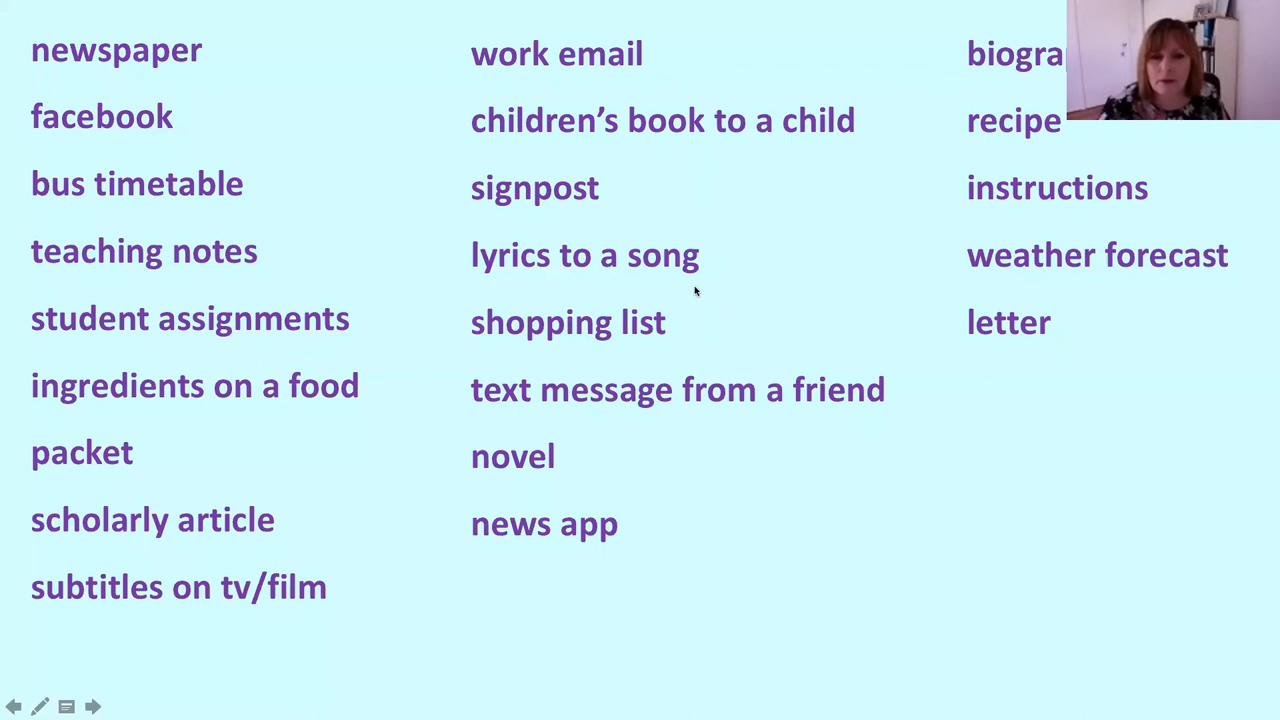 newspaper
facebook
bus timetable
teaching notes
student assignments
ingredients on a food
packet
scholarly article
subtitles on tv/film
work email
children's book to a child
signpost
lyrics to a song
shopping list
text message from a friend
novel
news app
recipe
instructions
weather forecast
letter